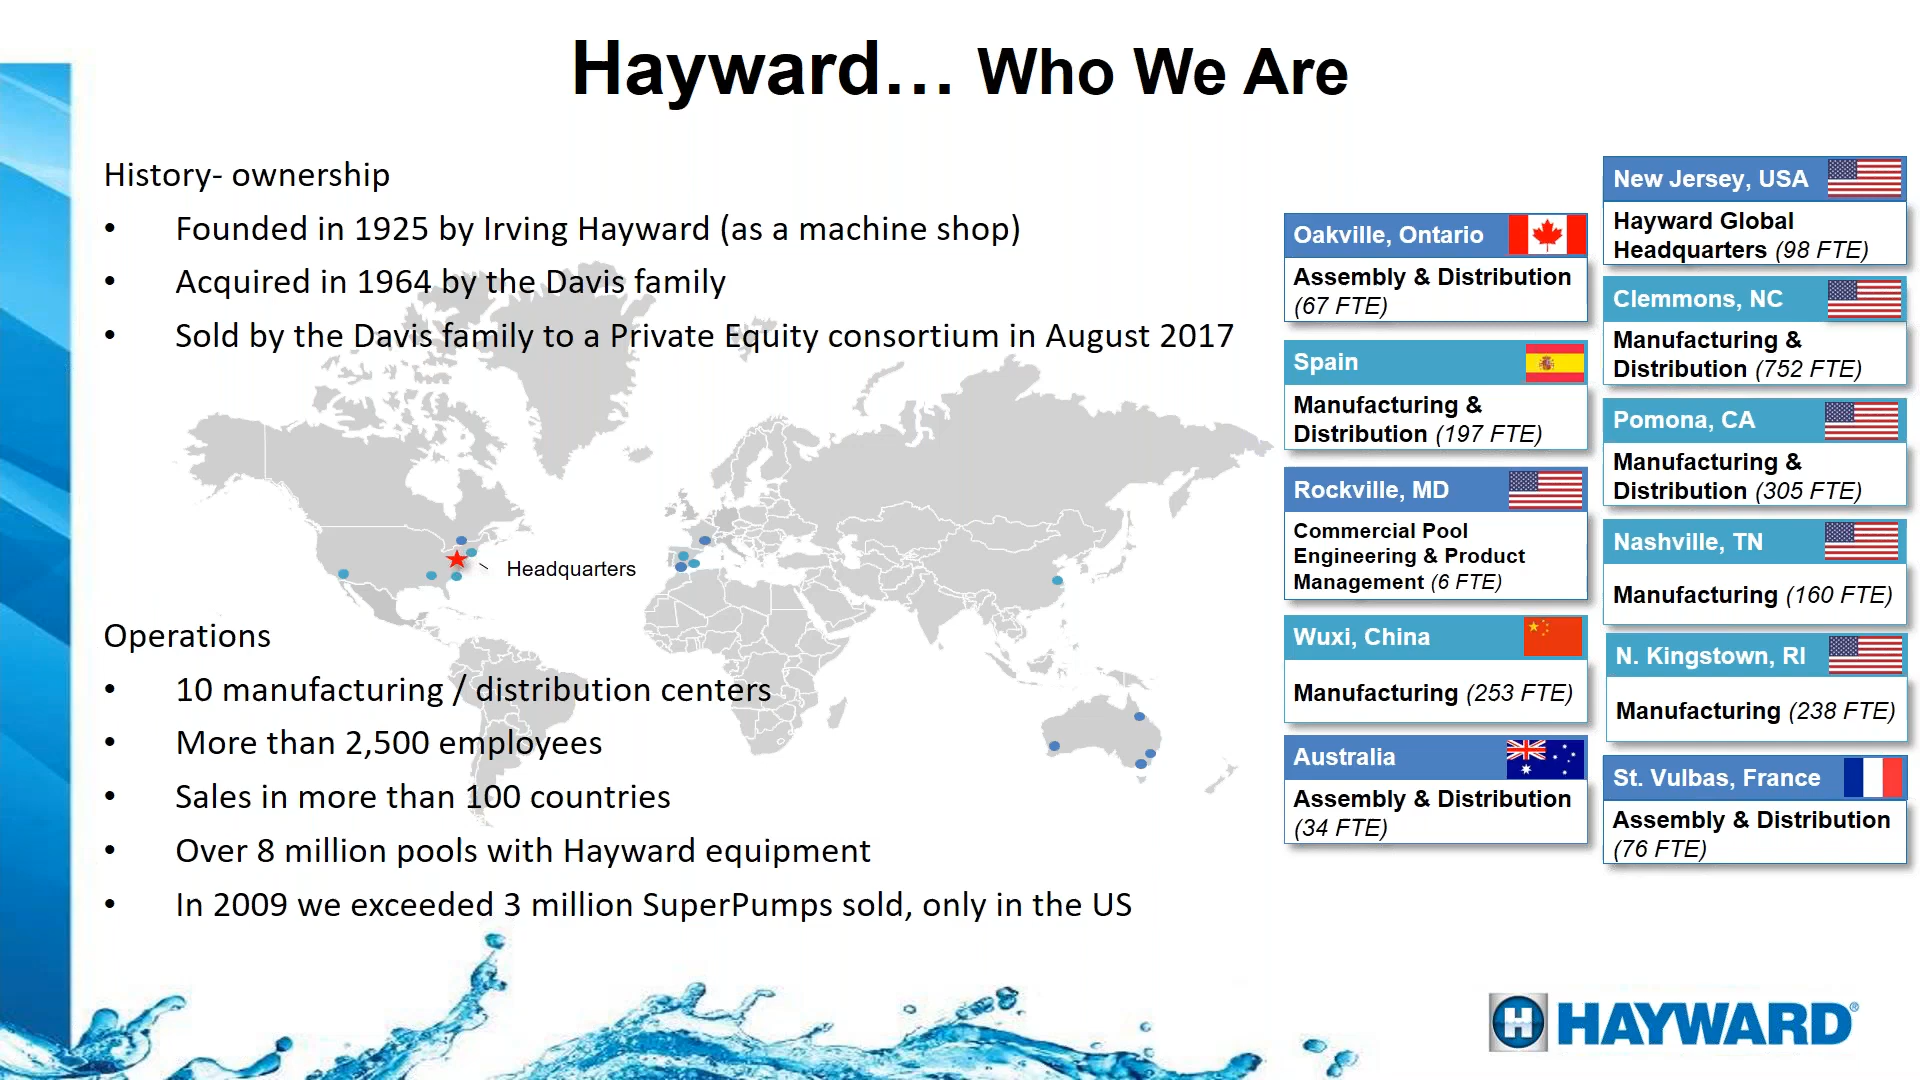 Hayward… Who We Are
History- ownership
• Founded in 1925 by Irving Hayward (as a machine shop)
• Acquired in 1964 by the Davis family
• Sold by the Davis family to a Private Equity consortium in August 2017
Headquarters
Operations
• 10 manufacturing / distribution centers
• More than 2,500 employees
• Sales in more than 100 countries
• Over 8 million pools with Hayward equipment
• In 2009 we exceeded 3 million SuperPumps sold, only in the US
Oakville, Ontario
Assembly & Distribution
(67 FTE)
Spain
Manufacturing &
Distribution (197 FTE)
Rockville, MD
Commercial Pool
Engineering & Product
Management (6 FTE)
Wuxi, China
Manufacturing (253 FTE)
Australia
Assembly & Distribution
(34 FTE)
New Jersey, USA
Hayward Global
Headquarters (98 FTE)
Clemmons, NC
Manufacturing &
Distribution (752 FTE)
Pomona, CA
Manufacturing &
Distribution (305 FTE)
Nashville, TN
Manufacturing (160 FTE)
N. Kingstown, RI
Manufacturing (238 FTE)
St. Vulbas, France
Assembly & Distribution
(76 FTE)
H HAYWARD®